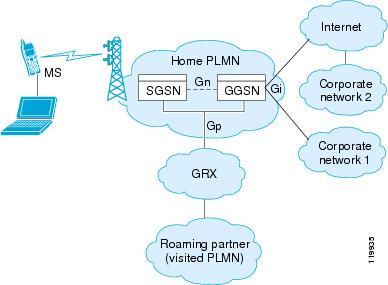 Internet
Home PLMN
MS
SGSN
Gn
GGSN
Gi
Corporate
network 2
Gp
Corporate
network 1
GRX
Roaming partner
(visited PLMN)
119935